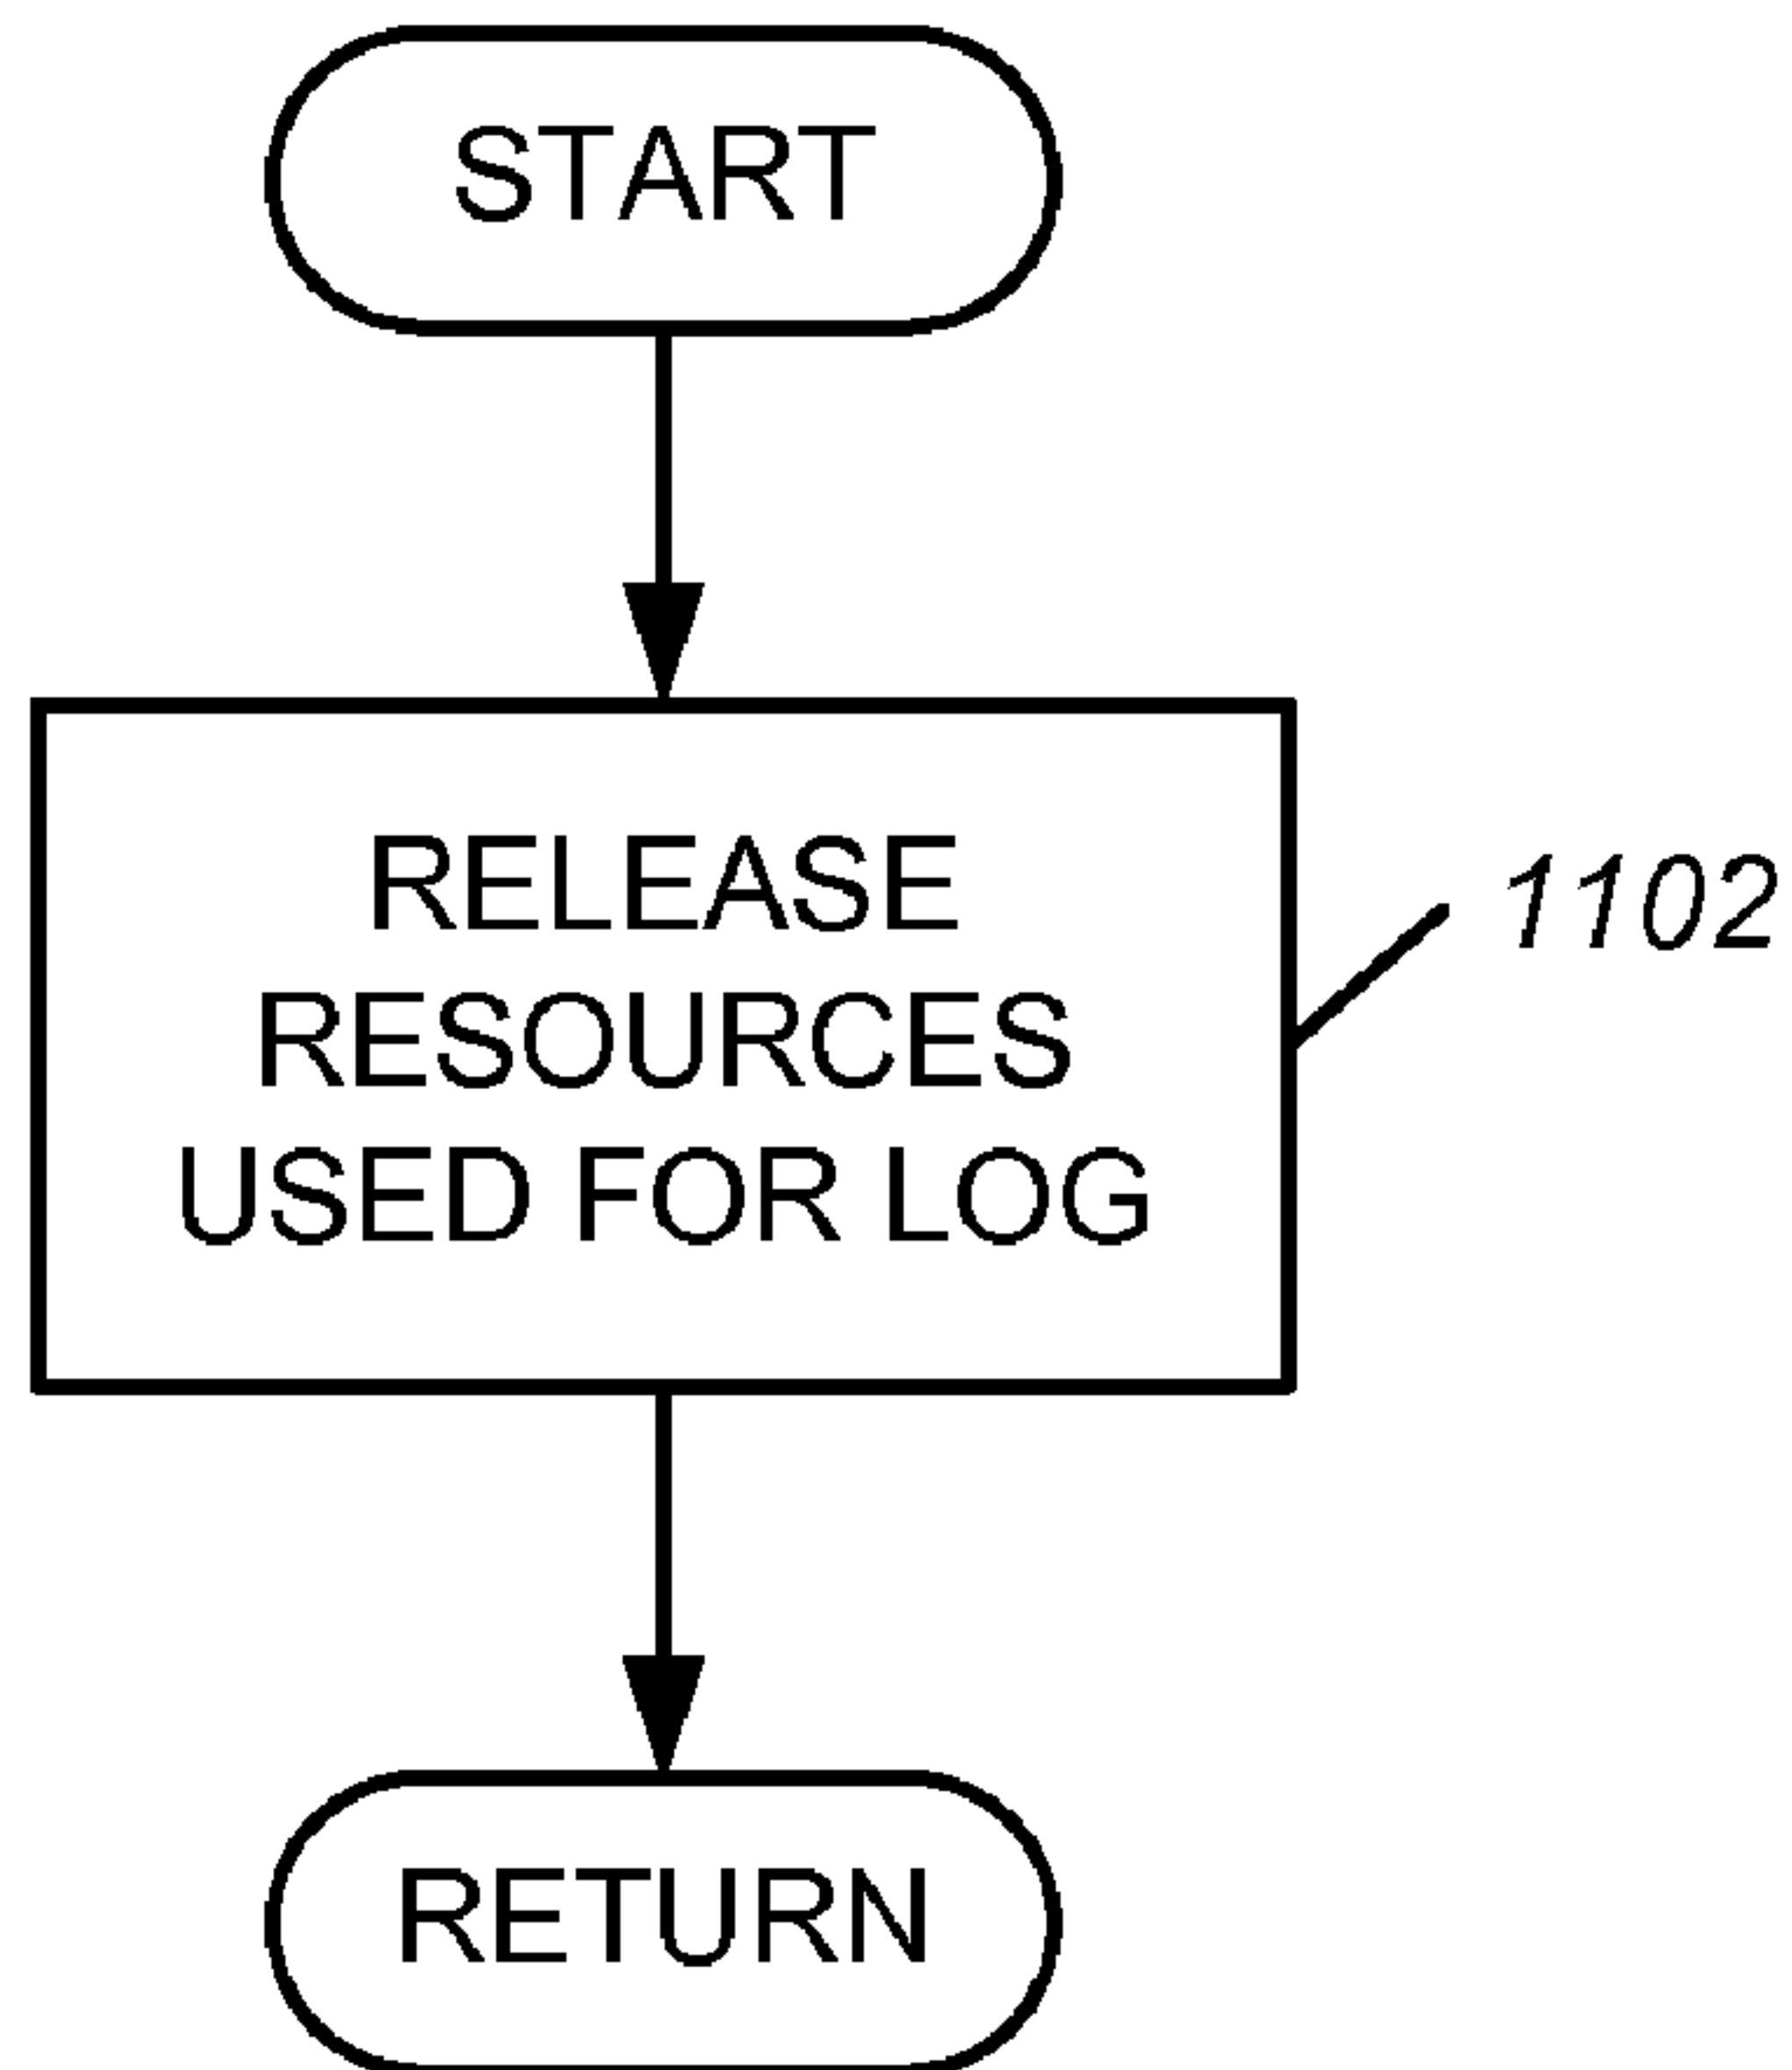 START
RELEASE
RESOURCES
USED FOR LOG
1102
RETURN